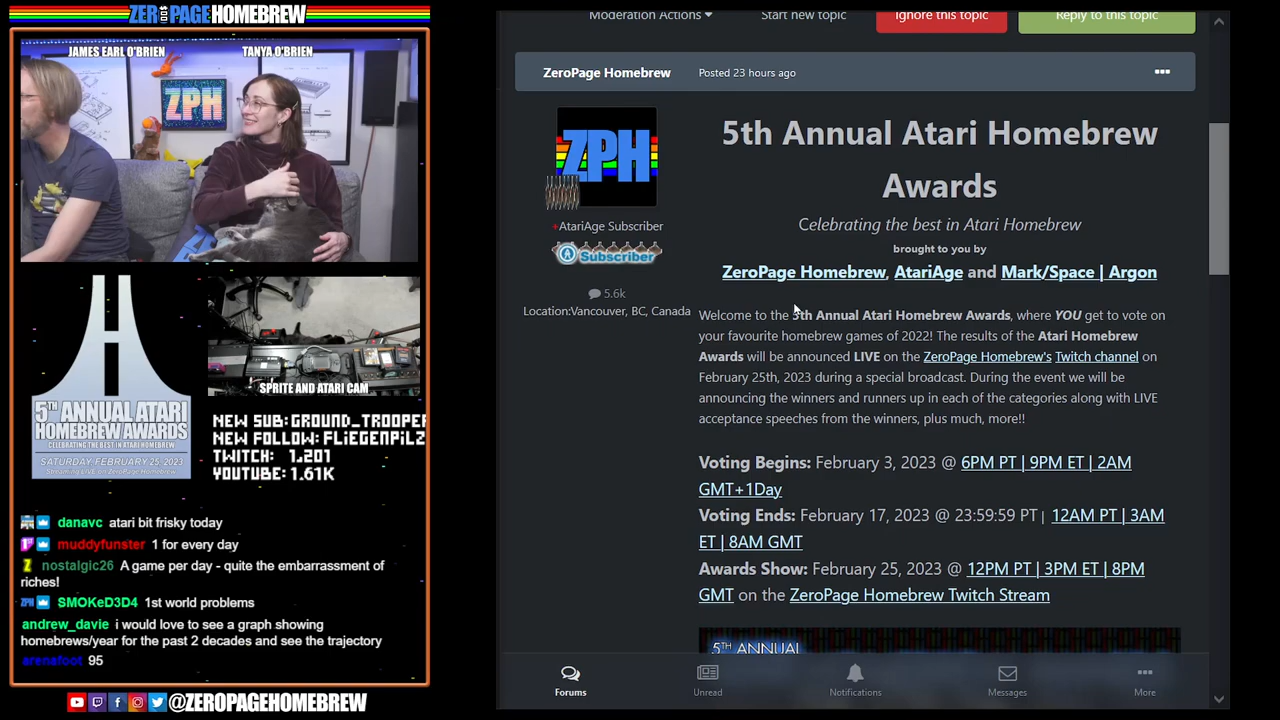 ZERO PAGE HOMEBREW
JAMES EARL O'BRIEN
TANYA O'BRIEN
ZPH
SPRITE AND ATARI CAM
5TH ANNUAL ATARI
HOMEBREW AWARDS
CELEBRATING THE BEST IN ATARI HOMEBREW
SATURDAY, FEBRUARY 25, 2023
Streaming LIVE on ZeroPage Homebrew
NEW SUB: GROUND_TROOPER
NEW FOLLOW: FLiEGENPiLZ
TWITCH: 1,201
YOUTUBE: 1.61K
danavc atari bit frisky today
muddyfunster 1 for every day
nostalgic26 A game per day - quite the embarrassment of
riches!
SMOKeD3D4 1st world problems
andrew_davie i would love to see a graph showing
homebrews/year for the past 2 decades and see the trajectory
arenafoot 95
@ZEROPAGEHOMEBREW
Moderation Actions
Start new topic
Ignore this topic
Reply to this topic
ZeroPage Homebrew
Posted 23 hours ago
ZPH
+AtariAge Subscriber
Subscriber
5.6k
Location:Vancouver, BC, Canada
5th Annual Atari Homebrew
Awards
Celebrating the best in Atari Homebrew
brought to you by
ZeroPage Homebrew, AtariAge and Mark/Space | Argon
Welcome to the 5th Annual Atari Homebrew Awards, where YOU get to vote on
your favourite homebrew games of 2022! The results of the Atari Homebrew
Awards will be announced LIVE on the ZeroPage Homebrew's Twitch channel on
February 25th, 2023 during a special broadcast. During the event we will be
announcing the winners and runners up in each of the categories along with LIVE
acceptance speeches from the winners, plus much, more!!
Voting Begins: February 3, 2023 @ 6PM PT | 9PM ET | 2AM
GMT+1Day
Voting Ends: February 17, 2023 @ 23:59:59 PT | 12AM PT | 3AM
ET | 8AM GMT
Awards Show: February 25, 2023 @ 12PM PT | 3PM ET | 8PM
GMT on the ZeroPage Homebrew Twitch Stream
5TH ANNUAL
Forums
Unread
Notifications
Messages
More